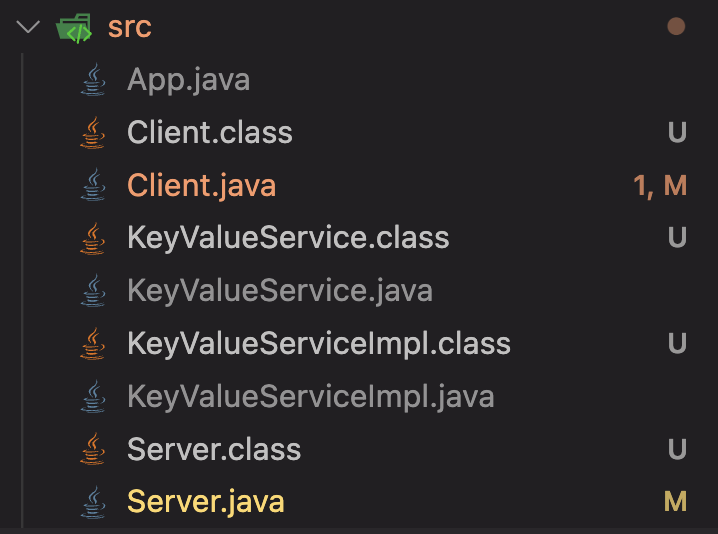 src
App.java
Client.class U
Client.java 1, M
KeyValueService.class U
KeyValueService.java
KeyValueServiceImpl.class U
KeyValueServiceImpl.java
Server.class U
Server.java M